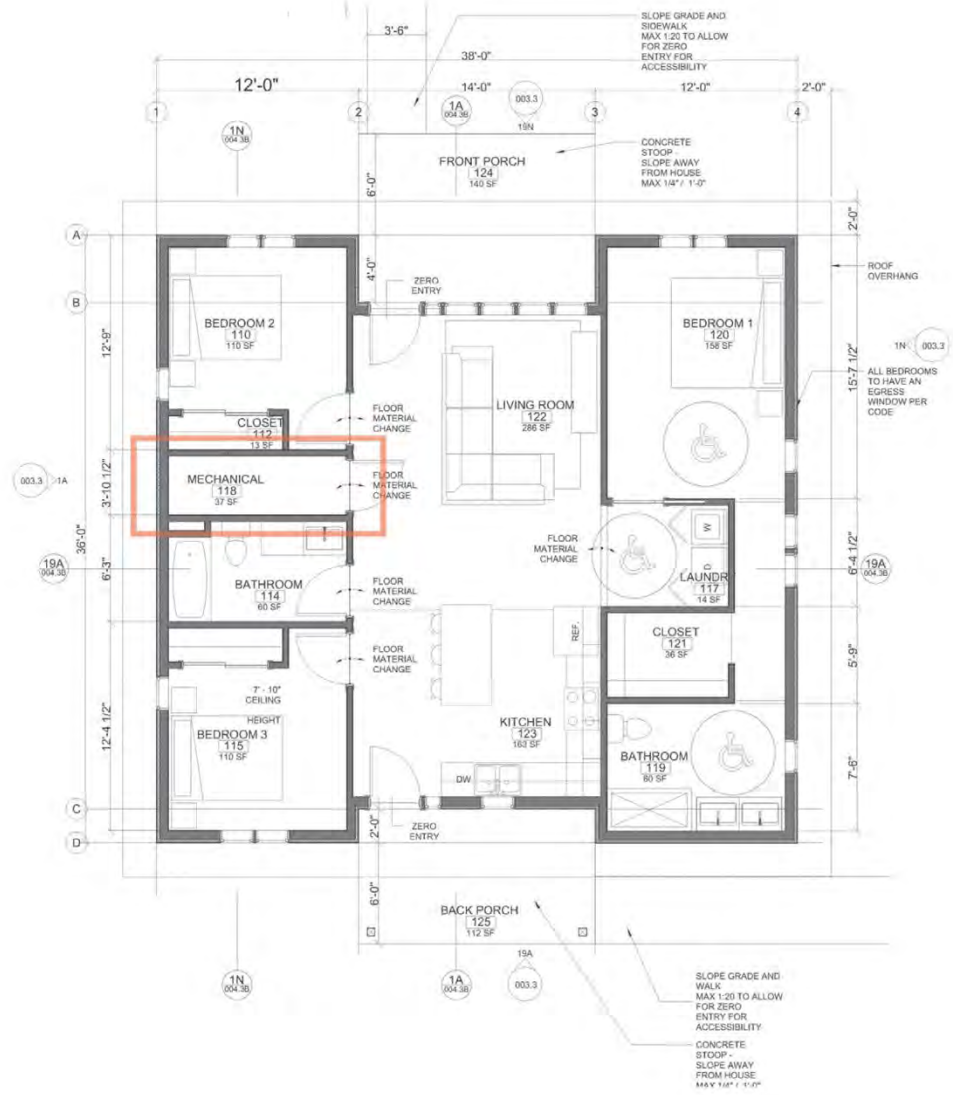 SLOPE GRADE AND
SIDEWALK
MAX 1:20 TO ALLOW
FOR ZERO
ENTRY FOR
ACCESSIBILITY
3'-6"
38'-0"
12'-0"
14'-0"
12'-0"
2'-0"
1
2
3
4
1N
004.3B
1A
004.3B
003.3
19N
CONCRETE
STOOP -
SLOPE AWAY
FROM HOUSE
MAX 1/4" / 1'-0"
FRONT PORCH
124
140 SF
6'-0"
2'-0"
A
B
4'-0"
ZERO
ENTRY
ROOF
OVERHANG
BEDROOM 2
110
110 SF
BEDROOM 1
120
158 SF
1N
003.3
12'-9"
15'-7 1/2"
ALL BEDROOMS
TO HAVE AN
EGRESS
WINDOW PER
CODE
LIVING ROOM
122
286 SF
CLOSET
112
13 SF
FLOOR
MATERIAL
CHANGE
003.3
1A
3'-10 1/2"
MECHANICAL
118
37 SF
FLOOR
MATERIAL
CHANGE
36'-0"
W
FLOOR
MATERIAL
CHANGE
19A
004.3B
6'-3"
D
6'-4 1/2"
19A
004.3B
BATHROOM
114
60 SF
FLOOR
MATERIAL
CHANGE
LAUNDR
117
14 SF
REF.
CLOSET
121
36 SF
FLOOR
MATERIAL
CHANGE
5'-9"
7' - 10"
CEILING
HEIGHT
12'-4 1/2"
BEDROOM 3
115
110 SF
KITCHEN
123
163 SF
BATHROOM
119
60 SF
7'-6"
DW
C
D
2'-0"
ZERO
ENTRY
6'-0"
BACK PORCH
125
112 SF
19A
003.3
1N
004.3B
1A
004.3B
SLOPE GRADE AND
WALK
MAX 1:20 TO ALLOW
FOR ZERO
ENTRY FOR
ACCESSIBILITY
CONCRETE
STOOP -
SLOPE AWAY
FROM HOUSE
MAX 1/4" / 1'-0"